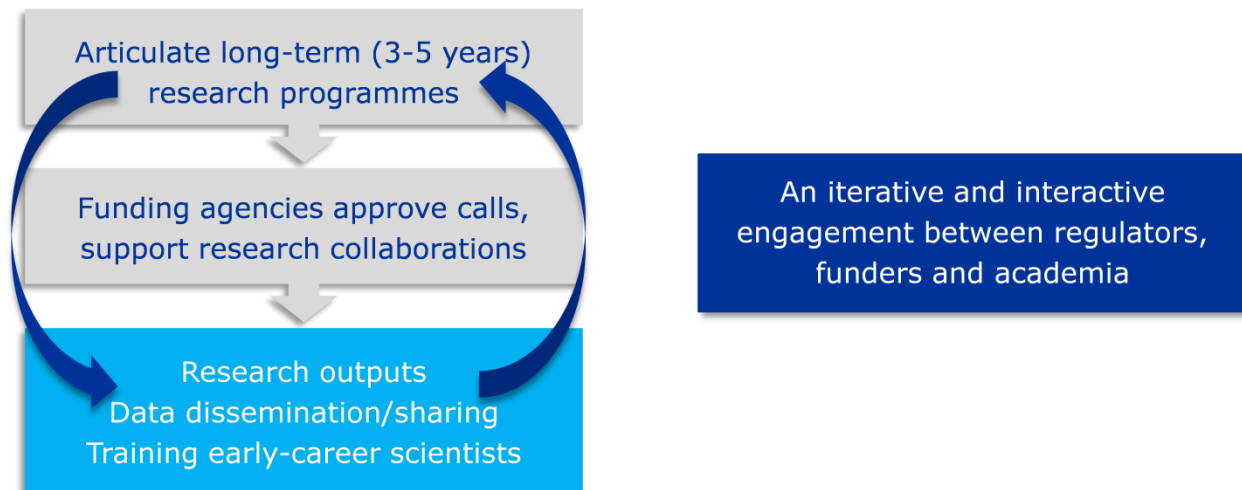 Articulate long-term (3-5 years)
research programmes
Funding agencies approve calls,
support research collaborations
Research outputs
Data dissemination/sharing
Training early-career scientists
An iterative and interactive
engagement between regulators,
funders and academia